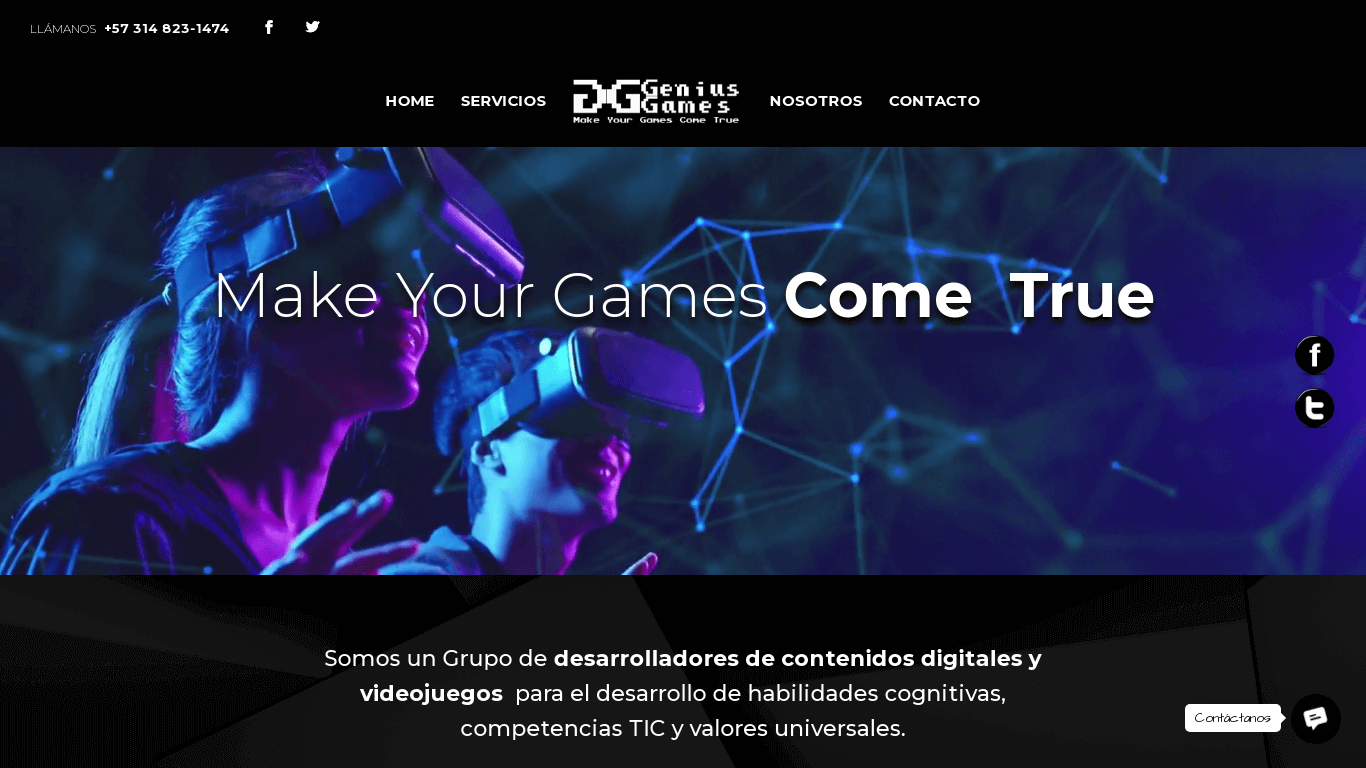 LLÁMANOS +57 314 823-1474
HOME SERVICIOS Genius Games NOSOTROS CONTACTO
Make Your Games Come True
Make Your Games Come True
Somos un Grupo de desarrolladores de contenidos digitales y
videojuegos para el desarrollo de habilidades cognitivas,
competencias TIC y valores universales.
Contáctanos